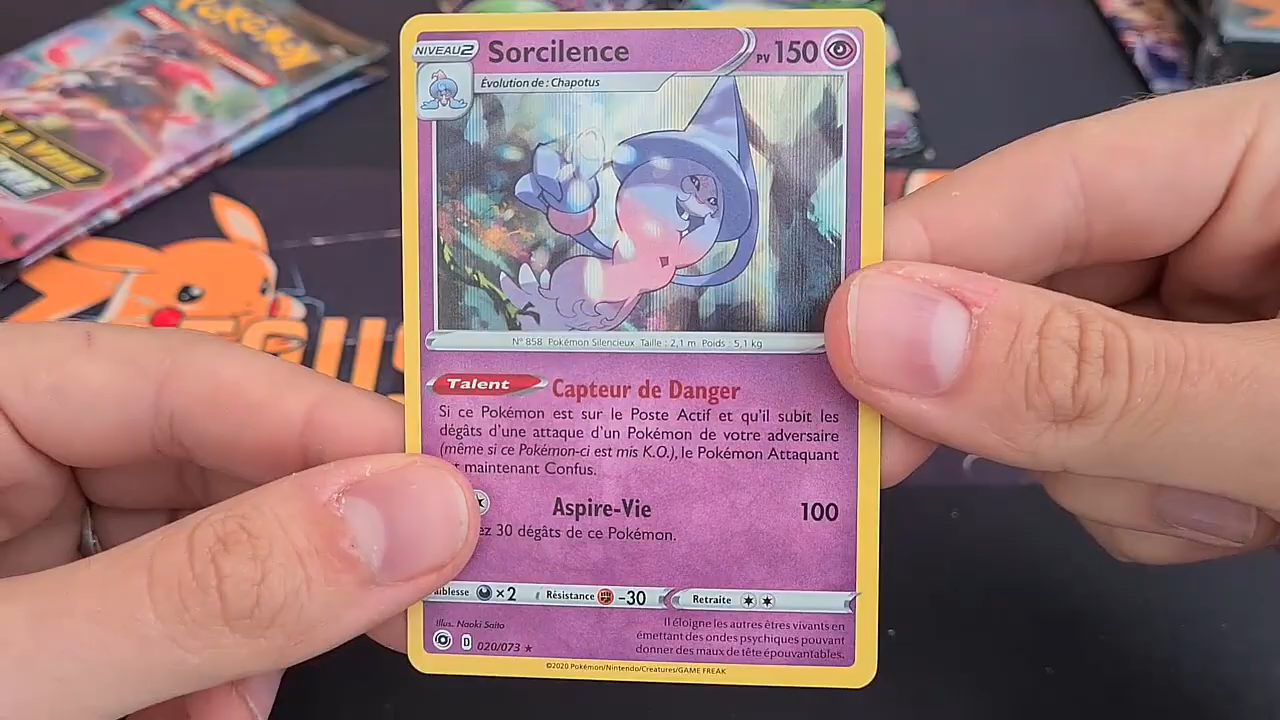 POKÉMON
NIVEAU 2
Sorcilence
PV 150
Évolution de : Chapotus
N° 858 Pokémon Silencieux Taille : 2,1 m Poids : 5,1 kg
Talent Capteur de Danger
Si ce Pokémon est sur le Poste Actif et qu'il subit les
dégâts d'une attaque d'un Pokémon de votre adversaire
(même si ce Pokémon-ci est mis K.O.), le Pokémon Attaquant
maintenant Confus.
Aspire-Vie 100
30 dégâts de ce Pokémon.
×2 Résistance -30 Retraite
Illus. Naoki Saito
Il éloigne les autres êtres vivants en
émettant des ondes psychiques pouvant
donner des maux de tête épouvantables.
D 020/073 ★
©2020 Pokémon/Nintendo/Creatures/GAME FREAK